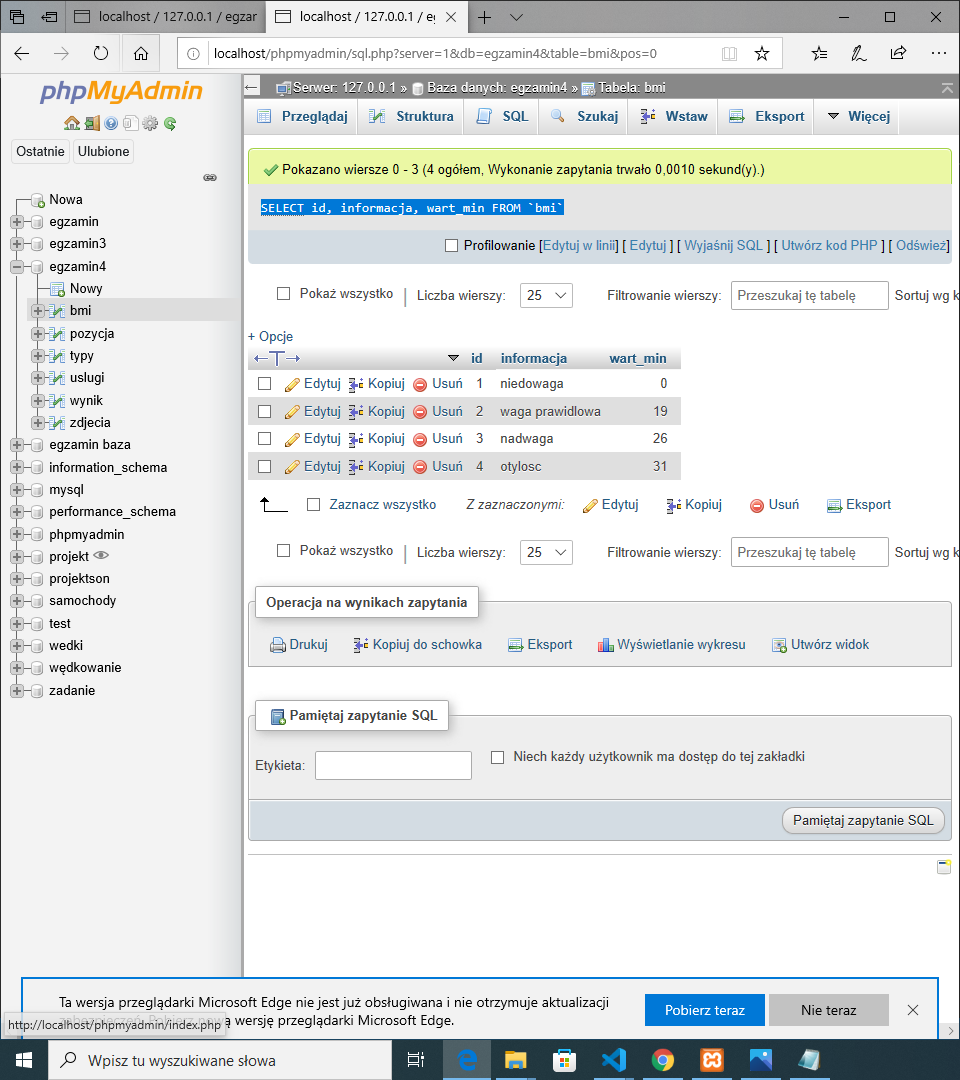 localhost / 127.0.0.1 / egzar
localhost / 127.0.0.1 / eg
localhost/phpmyadmin/sql.php?server=1&db=egzamin4&table=bmi&pos=0
phpMyAdmin
Ostatnie Ulubione
Nowa
egzamin
egzamin3
egzamin4
Nowy
bmi
pozycja
typy
uslugi
wynik
zdjecia
egzamin baza
information_schema
mysql
performance_schema
phpmyadmin
projekt
projektson
samochody
test
wedki
wędkowanie
zadanie
Serwer: 127.0.0.1 » Baza danych: egzamin4 » Tabela: bmi
Przeglądaj Struktura SQL Szukaj Wstaw Eksport Więcej
Pokazano wiersze 0 - 3 (4 ogółem, Wykonanie zapytania trwało 0,0010 sekund(y).)
SELECT id, informacja, wart_min FROM `bmi`
Profilowanie [Edytuj w linii] [ Edytuj ] [ Wyjaśnij SQL ] [ Utwórz kod PHP ] [ Odśwież]
Pokaż wszystko | Liczba wierszy: 25 Filtrowanie wierszy: Przeszukaj tę tabelę Sortuj wg k
+ Opcje
←T→ id informacja wart_min
Edytuj Kopiuj Usuń 1 niedowaga 0
Edytuj Kopiuj Usuń 2 waga prawidlowa 19
Edytuj Kopiuj Usuń 3 nadwaga 26
Edytuj Kopiuj Usuń 4 otylosc 31
Zaznacz wszystko Z zaznaczonymi: Edytuj Kopiuj Usuń Eksport
Pokaż wszystko | Liczba wierszy: 25 Filtrowanie wierszy: Przeszukaj tę tabelę Sortuj wg k
Operacja na wynikach zapytania
Drukuj Kopiuj do schowka Eksport Wyświetlanie wykresu Utwórz widok
Pamiętaj zapytanie SQL
Etykieta: Niech każdy użytkownik ma dostęp do tej zakładki
Pamiętaj zapytanie SQL
Ta wersja przeglądarki Microsoft Edge nie jest już obsługiwana i nie otrzymuje aktualizacji
wersję przeglądarki Microsoft Edge.
Pobierz teraz Nie teraz
http://localhost/phpmyadmin/index.php
Wpisz tu wyszukiwane słowa